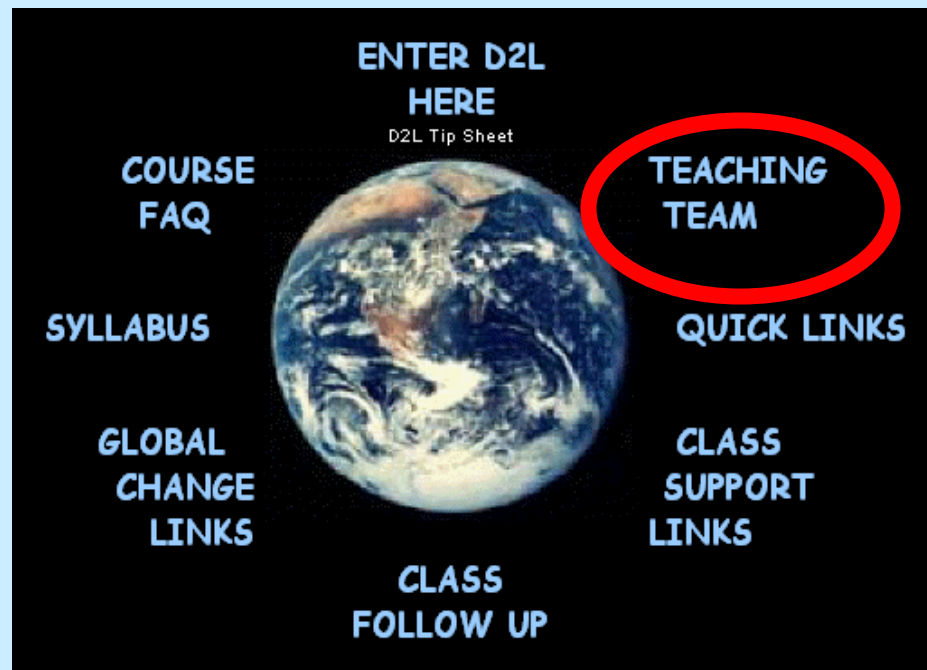 ENTER D2L
HERE
D2L Tip Sheet
COURSE
FAQ
TEACHING
TEAM
SYLLABUS
QUICK LINKS
GLOBAL
CHANGE
LINKS
CLASS
SUPPORT
LINKS
CLASS
FOLLOW UP